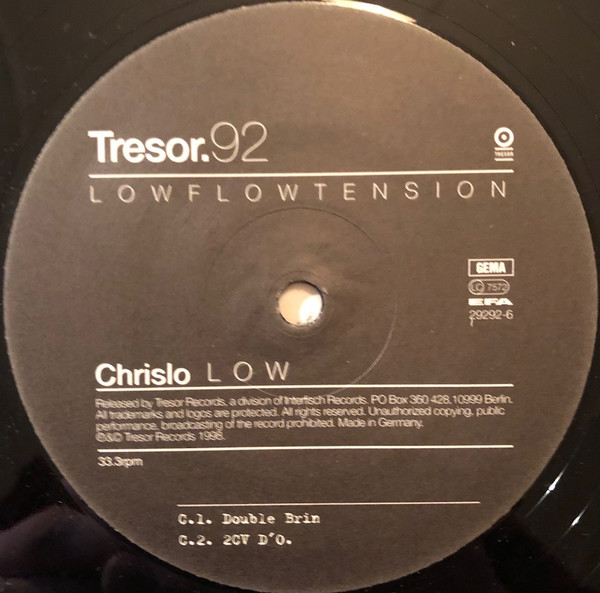 Tresor.92
TRESOR
LOWFLOWTENSION
GEMA
LC 7572
EFA
29292-6
Chrislo LOW
Released by Tresor Records, a division of Interfisch Records. PO Box 360 428,10999 Berlin.
All trademarks and logos are protected. All rights reserved. Unauthorized copying, public
performance, broadcasting of the record prohibited. Made in Germany.
©&© Tresor Records 1998.
33.3rpm
C.1. Double Brin
C.2. 2CV D'O.